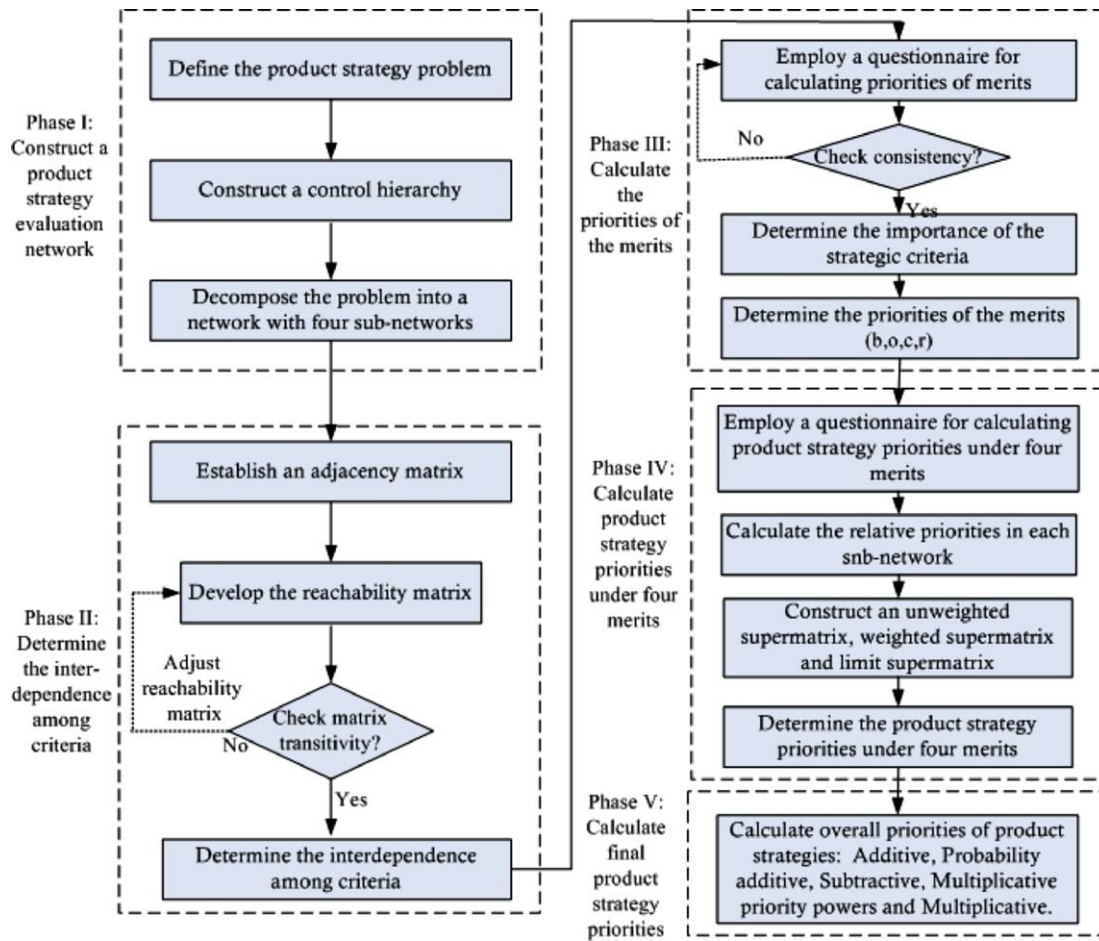 Phase I:
Construct a
product
strategy
evaluation
network
Define the product strategy problem
Construct a control hierarchy
Decompose the problem into a
network with four sub-networks
Phase II:
Determine
the inter-
dependence
among
criteria
Establish an adjacency matrix
Develop the reachability matrix
Adjust
reachability
matrix
Check matrix
transitivity?
No
Yes
Determine the interdependence
among criteria
Phase III:
Calculate
the
priorities of
the merits
Employ a questionnaire for
calculating priorities of merits
No
Check consistency?
Yes
Determine the importance of the
strategic criteria
Determine the priorities of the merits
(b,o,c,r)
Phase IV:
Calculate
product
strategy
priorities
under four
merits
Employ a questionnaire for calculating
product strategy priorities under four
merits
Calculate the relative priorities in each
snb-network
Construct an unweighted
supermatrix, weighted supermatrix
and limit supermatrix
Determine the product strategy
priorities under four merits
Phase V:
Calculate
final
product
strategy
priorities
Calculate overall priorities of product
strategies: Additive, Probability
additive, Subtractive, Multiplicative
priority powers and Multiplicative.